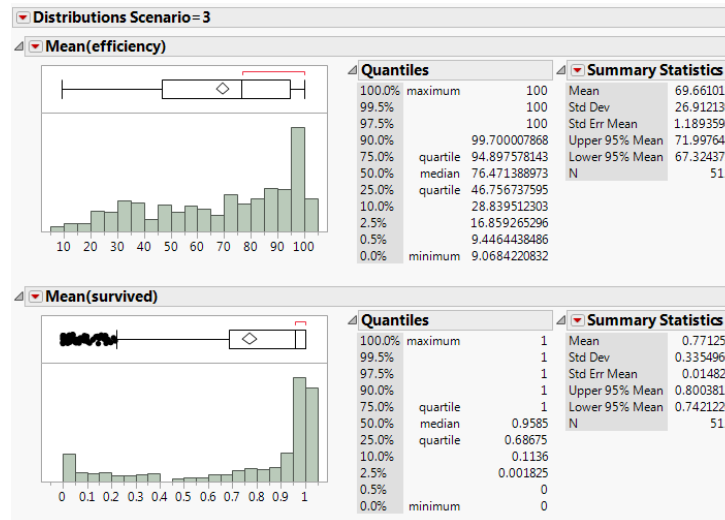 Distributions Scenario=3
Mean(efficiency)
10 20 30 40 50 60 70 80 90 100
Quantiles
100.0% maximum 100
99.5% 100
97.5% 100
90.0% 99.700007868
75.0% quartile 94.897578143
50.0% median 76.471388973
25.0% quartile 46.756737595
10.0% 28.839512303
2.5% 16.859265296
0.5% 9.4464438486
0.0% minimum 9.0684220832
Summary Statistics
Mean 69.66101
Std Dev 26.91213
Std Err Mean 1.189359
Upper 95% Mean 71.99764
Lower 95% Mean 67.32437
N 51
Mean(survived)
0 0.1 0.2 0.3 0.4 0.5 0.6 0.7 0.8 0.9 1
Quantiles
100.0% maximum 1
99.5% 1
97.5% 1
90.0% 1
75.0% quartile 1
50.0% median 0.9585
25.0% quartile 0.68675
10.0% 0.1136
2.5% 0.001825
0.5% 0
0.0% minimum 0
Summary Statistics
Mean 0.77125
Std Dev 0.335496
Std Err Mean 0.01482
Upper 95% Mean 0.800381
Lower 95% Mean 0.742122
N 51